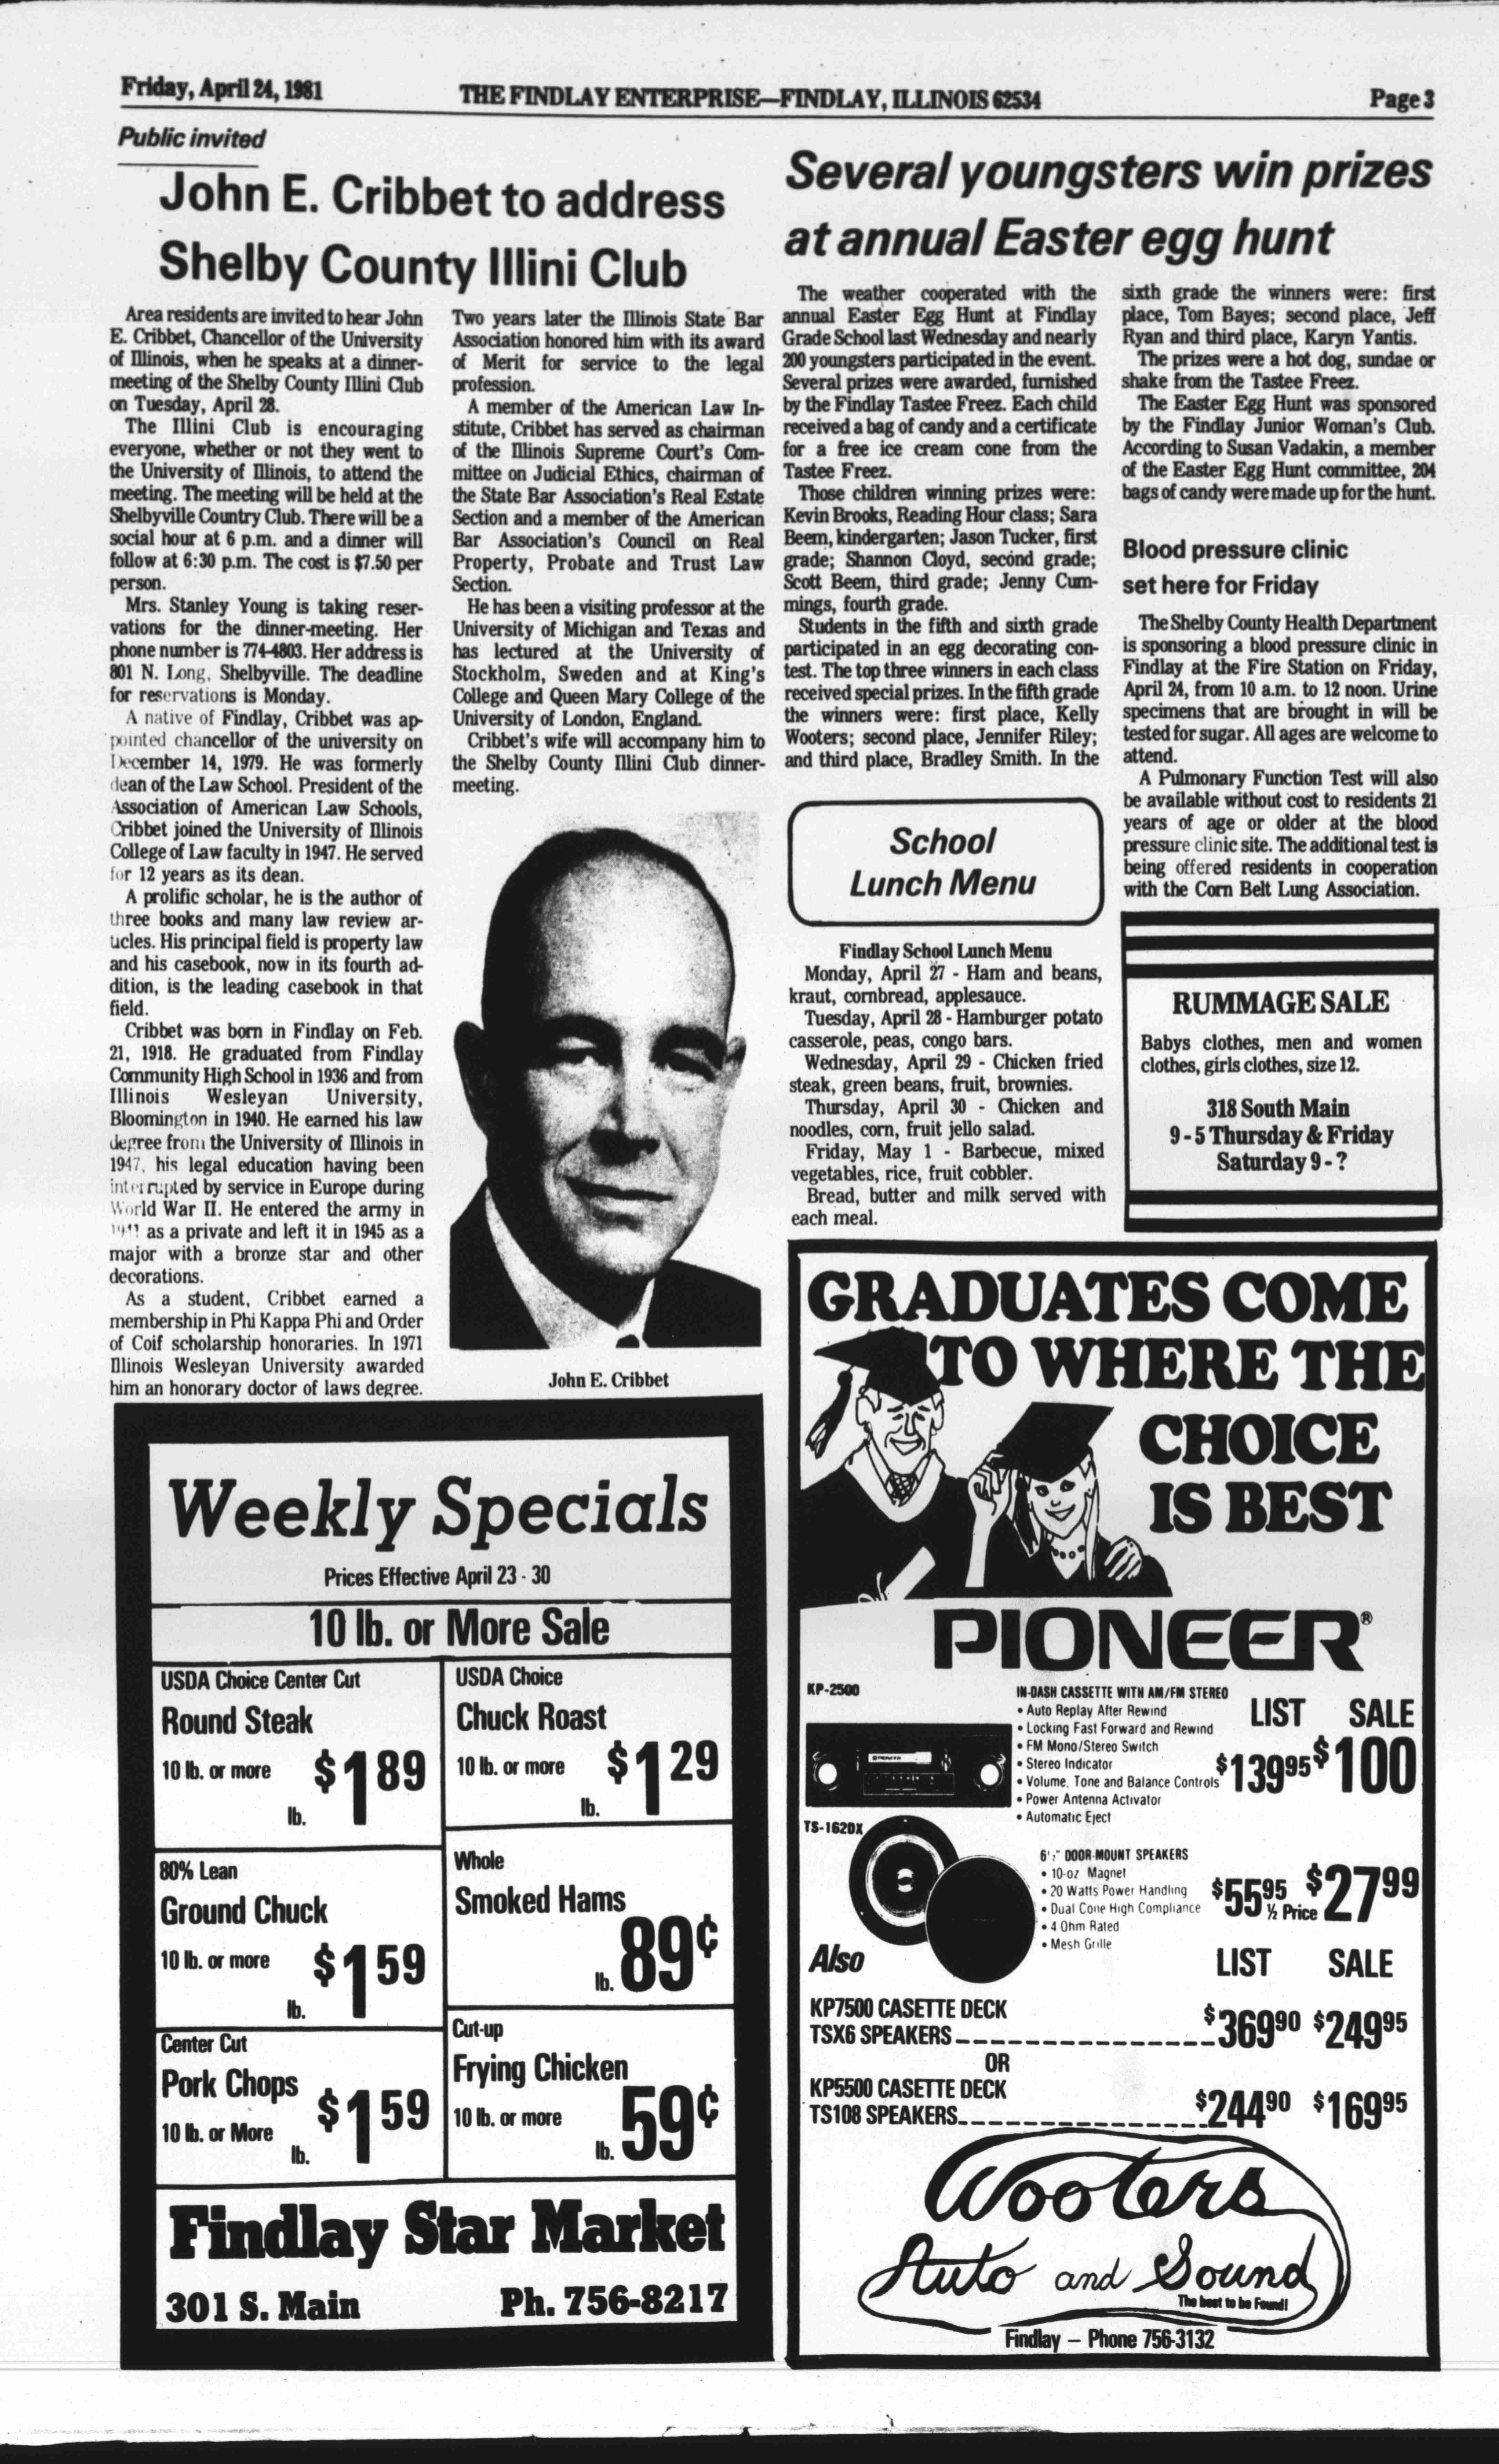 Friday, April 24, 1981
THE FINDLAY ENTERPRISE—FINDLAY, ILLINOIS 62534
Page 3
Public invited
John E. Cribbet to address
Shelby County Illini Club
Area residents are invited to hear John
E. Cribbet, Chancellor of the University
of Illinois, when he speaks at a dinner-
meeting of the Shelby County Illini Club
on Tuesday, April 28.
The Illini Club is encouraging
everyone, whether or not they went to
the University of Illinois, to attend the
meeting. The meeting will be held at the
Shelbyville Country Club. There will be a
social hour at 6 p.m. and a dinner will
follow at 6:30 p.m. The cost is $7.50 per
person.
Mrs. Stanley Young is taking reser-
vations for the dinner-meeting. Her
phone number is 774-4803. Her address is
801 N. Long, Shelbyville. The deadline
for reservations is Monday.
A native of Findlay, Cribbet was ap-
pointed chancellor of the university on
December 14, 1979. He was formerly
dean of the Law School. President of the
Association of American Law Schools,
Cribbet joined the University of Illinois
College of Law faculty in 1947. He served
for 12 years as its dean.
A prolific scholar, he is the author of
three books and many law review ar-
ticles. His principal field is property law
and his casebook, now in its fourth ad-
dition, is the leading casebook in that
field.
Cribbet was born in Findlay on Feb.
21, 1918. He graduated from Findlay
Community High School in 1936 and from
Illinois Wesleyan University,
Bloomington in 1940. He earned his law
degree from the University of Illinois in
1947, his legal education having been
interrupted by service in Europe during
World War II. He entered the army in
as a private and left it in 1945 as a
major with a bronze star and other
decorations.
As a student, Cribbet earned a
membership in Phi Kappa Phi and Order
of Coif scholarship honoraries. In 1971
Illinois Wesleyan University awarded
him an honorary doctor of laws degree.
Two years later the Illinois State Bar
Association honored him with its award
of Merit for service to the legal
profession.
A member of the American Law In-
stitute, Cribbet has served as chairman
of the Illinois Supreme Court's Com-
mittee on Judicial Ethics, chairman of
the State Bar Association's Real Estate
Section and a member of the American
Bar Association's Council on Real
Property, Probate and Trust Law
Section.
He has been a visiting professor at the
University of Michigan and Texas and
has lectured at the University of
Stockholm, Sweden and at King's
College and Queen Mary College of the
University of London, England.
Cribbet's wife will accompany him to
the Shelby County Illini Club dinner-
meeting.
John E. Cribbet
Several youngsters win prizes
at annual Easter egg hunt
The weather cooperated with the
annual Easter Egg Hunt at Findlay
Grade School last Wednesday and nearly
200 youngsters participated in the event.
Several prizes were awarded, furnished
by the Findlay Tastee Freez. Each child
received a bag of candy and a certificate
for a free ice cream cone from the
Tastee Freez.
Those children winning prizes were:
Kevin Brooks, Reading Hour class; Sara
Beem, kindergarten; Jason Tucker, first
grade; Shannon Cloyd, second grade;
Scott Beem, third grade; Jenny Cum-
mings, fourth grade.
Students in the fifth and sixth grade
participated in an egg decorating con-
test. The top three winners in each class
received special prizes. In the fifth grade
the winners were: first place, Kelly
Wooters; second place, Jennifer Riley;
and third place, Bradley Smith. In the
sixth grade the winners were: first
place, Tom Bayes; second place, Jeff
Ryan and third place, Karyn Yantis.
The prizes were a hot dog, sundae or
shake from the Tastee Freez.
The Easter Egg Hunt was sponsored
by the Findlay Junior Woman's Club.
According to Susan Vadakin, a member
of the Easter Egg Hunt committee, 204
bags of candy were made up for the hunt.
Blood pressure clinic
set here for Friday
The Shelby County Health Department
is sponsoring a blood pressure clinic in
Findlay at the Fire Station on Friday,
April 24, from 10 a.m. to 12 noon. Urine
specimens that are brought in will be
tested for sugar. All ages are welcome to
attend.
A Pulmonary Function Test will also
be available without cost to residents 21
years of age or older at the blood
pressure clinic site. The additional test is
being offered residents in cooperation
with the Corn Belt Lung Association.
School
Lunch Menu
Findlay School Lunch Menu
Monday, April 27 - Ham and beans,
kraut, cornbread, applesauce.
Tuesday, April 28 - Hamburger potato
casserole, peas, congo bars.
Wednesday, April 29 - Chicken fried
steak, green beans, fruit, brownies.
Thursday, April 30 - Chicken and
noodles, corn, fruit jello salad.
Friday, May 1 - Barbecue, mixed
vegetables, rice, fruit cobbler.
Bread, butter and milk served with
each meal.
RUMMAGE SALE
Babys clothes, men and women
clothes, girls clothes, size 12.
318 South Main
9 - 5 Thursday & Friday
Saturday 9 - ?
Weekly Specials
Prices Effective April 23 - 30
10 lb. or More Sale
USDA Choice Center Cut
Round Steak
10 lb. or more
$1 89
lb.
USDA Choice
Chuck Roast
10 lb. or more
$1 29
lb.
80% Lean
Ground Chuck
10 lb. or more
$1 59
lb.
Whole
Smoked Hams
lb. 89¢
Center Cut
Pork Chops
10 lb. or More
$1 59
lb.
Cut-up
Frying Chicken
10 lb. or more
lb. 59¢
Findlay Star Market
301 S. Main
Ph. 756-8217
GRADUATES COME
TO WHERE THE
CHOICE
IS BEST
PIONEER®
KP-2500
IN-DASH CASSETTE WITH AM/FM STEREO
• Auto Replay After Rewind
• Locking Fast Forward and Rewind
• FM Mono/Stereo Switch
• Stereo Indicator
• Volume, Tone and Balance Controls
• Power Antenna Activator
• Automatic Eject
LIST SALE
$139 95 $100
TS-162DX
6½" DOOR-MOUNT SPEAKERS
• 10-oz Magnet
• 20 Watts Power Handling
• Dual Cone High Compliance
• 4 Ohm Rated
• Mesh Grille
$55 95 ½ Price $27 99
Also
LIST SALE
KP7500 CASETTE DECK
TSX6 SPEAKERS $369 90 $249 95
OR
KP5500 CASETTE DECK
TS108 SPEAKERS $244 90 $169 95
Wooters
Auto and Sound
The best to be Found!
Findlay — Phone 756-3132